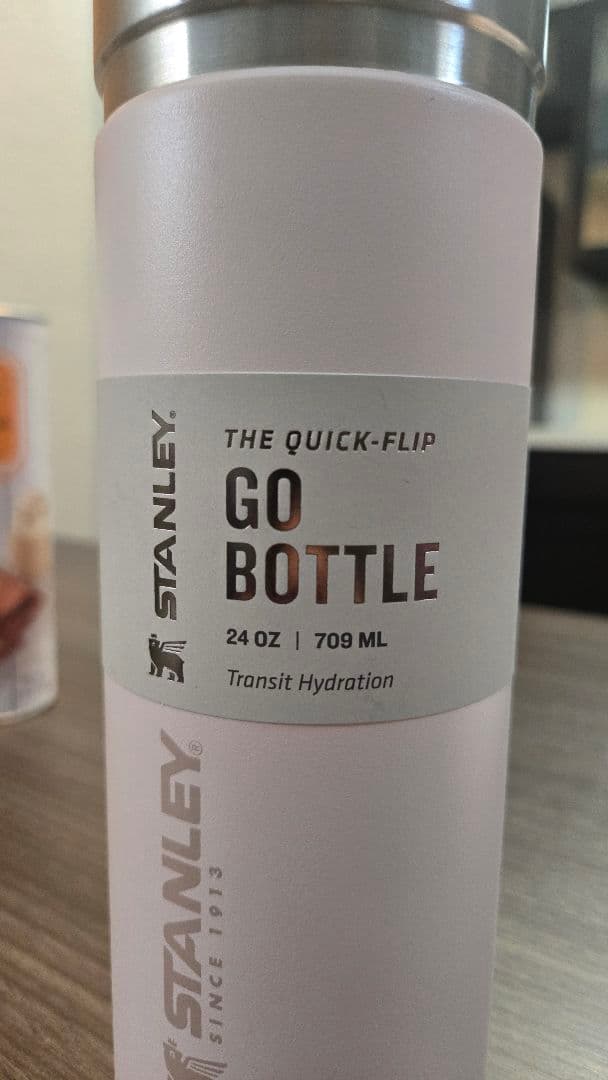 STANLEY®
THE QUICK-FLIP
GO
BOTTLE
24 OZ | 709 ML
Transit Hydration
STANLEY®
SINCE 1913